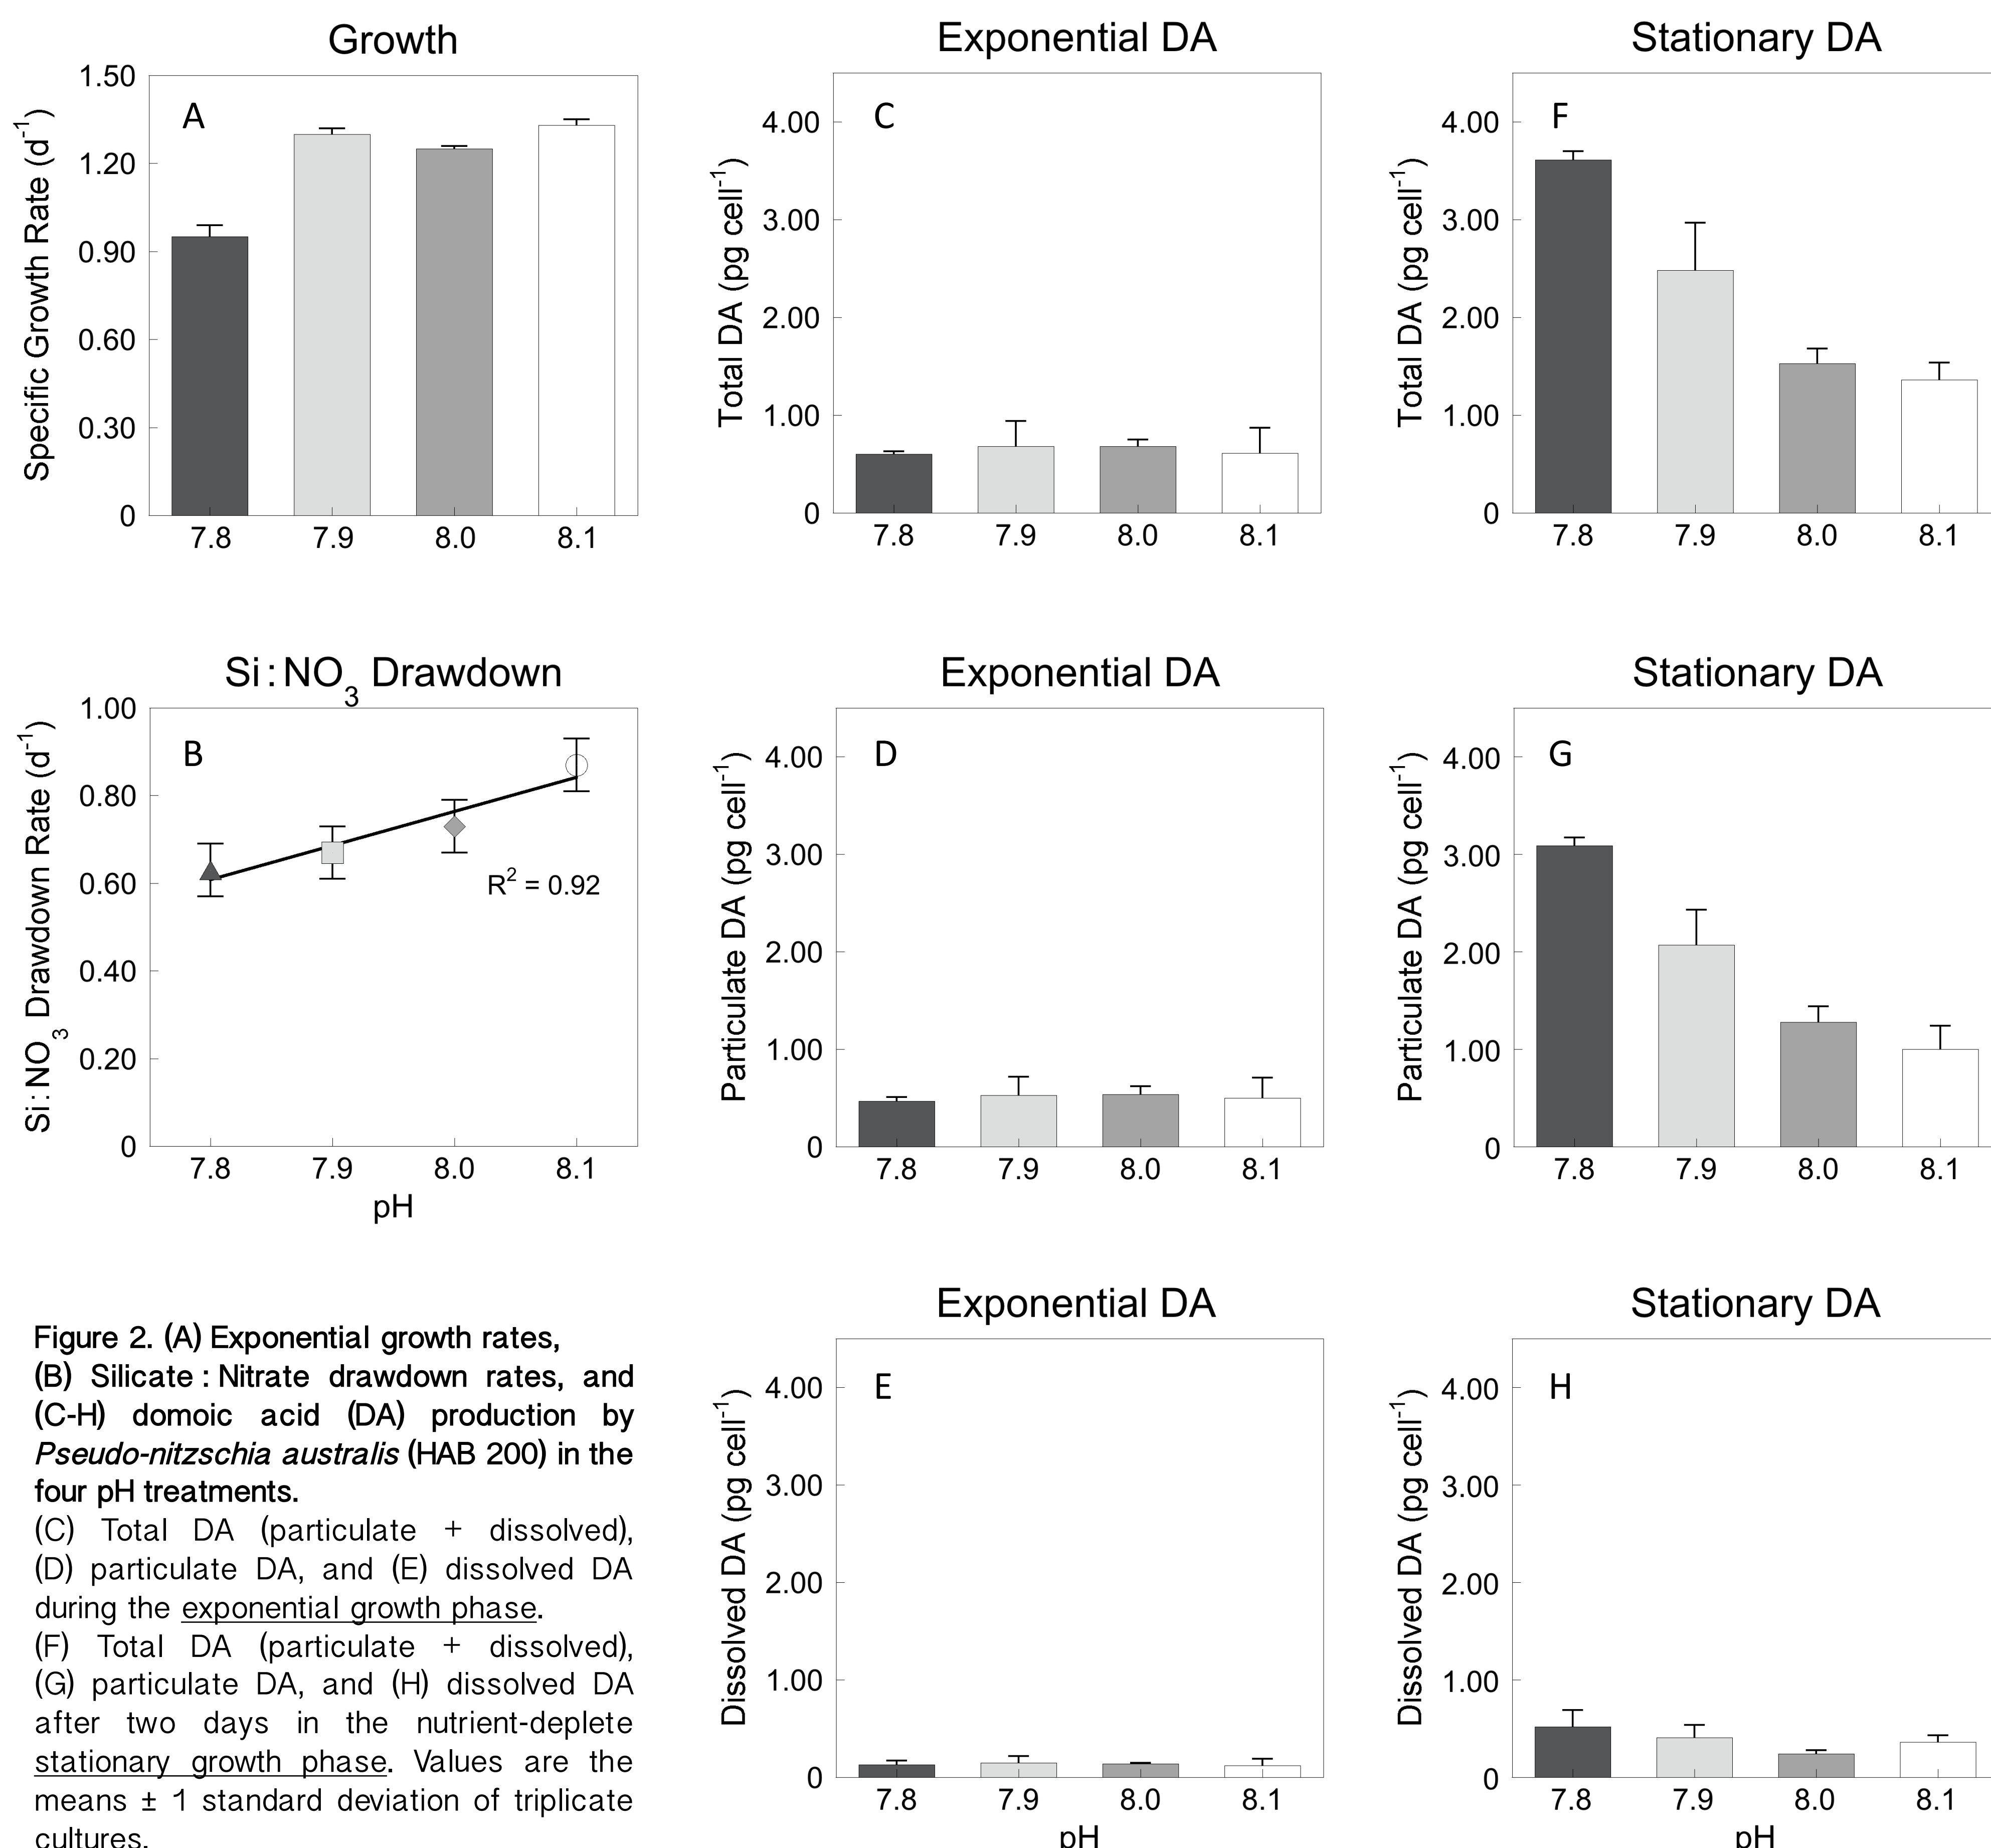 Growth
A
Specific Growth Rate (d⁻¹)
1.50
1.20
0.90
0.60
0.30
0
7.8 7.9 8.0 8.1
Exponential DA
C
Total DA (pg cell⁻¹)
4.00
3.00
2.00
1.00
0
7.8 7.9 8.0 8.1
Stationary DA
F
Total DA (pg cell⁻¹)
4.00
3.00
2.00
1.00
0
7.8 7.9 8.0 8.1
Si:NO₃ Drawdown
B
Si:NO₃ Drawdown Rate (d⁻¹)
1.00
0.80
0.60
0.40
0.20
0
R² = 0.92
7.8 7.9 8.0 8.1
pH
Exponential DA
D
Particulate DA (pg cell⁻¹)
4.00
3.00
2.00
1.00
0
7.8 7.9 8.0 8.1
Stationary DA
G
Particulate DA (pg cell⁻¹)
4.00
3.00
2.00
1.00
0
7.8 7.9 8.0 8.1
Figure 2. (A) Exponential growth rates,
(B) Silicate : Nitrate drawdown rates, and
(C-H) domoic acid (DA) production by
Pseudo-nitzschia australis (HAB 200) in the
four pH treatments.
(C) Total DA (particulate + dissolved),
(D) particulate DA, and (E) dissolved DA
during the exponential growth phase.
(F) Total DA (particulate + dissolved),
(G) particulate DA, and (H) dissolved DA
after two days in the nutrient-deplete
stationary growth phase. Values are the
means ± 1 standard deviation of triplicate
cultures.
Exponential DA
E
Dissolved DA (pg cell⁻¹)
4.00
3.00
2.00
1.00
0
7.8 7.9 8.0 8.1
pH
Stationary DA
H
Dissolved DA (pg cell⁻¹)
4.00
3.00
2.00
1.00
0
7.8 7.9 8.0 8.1
pH